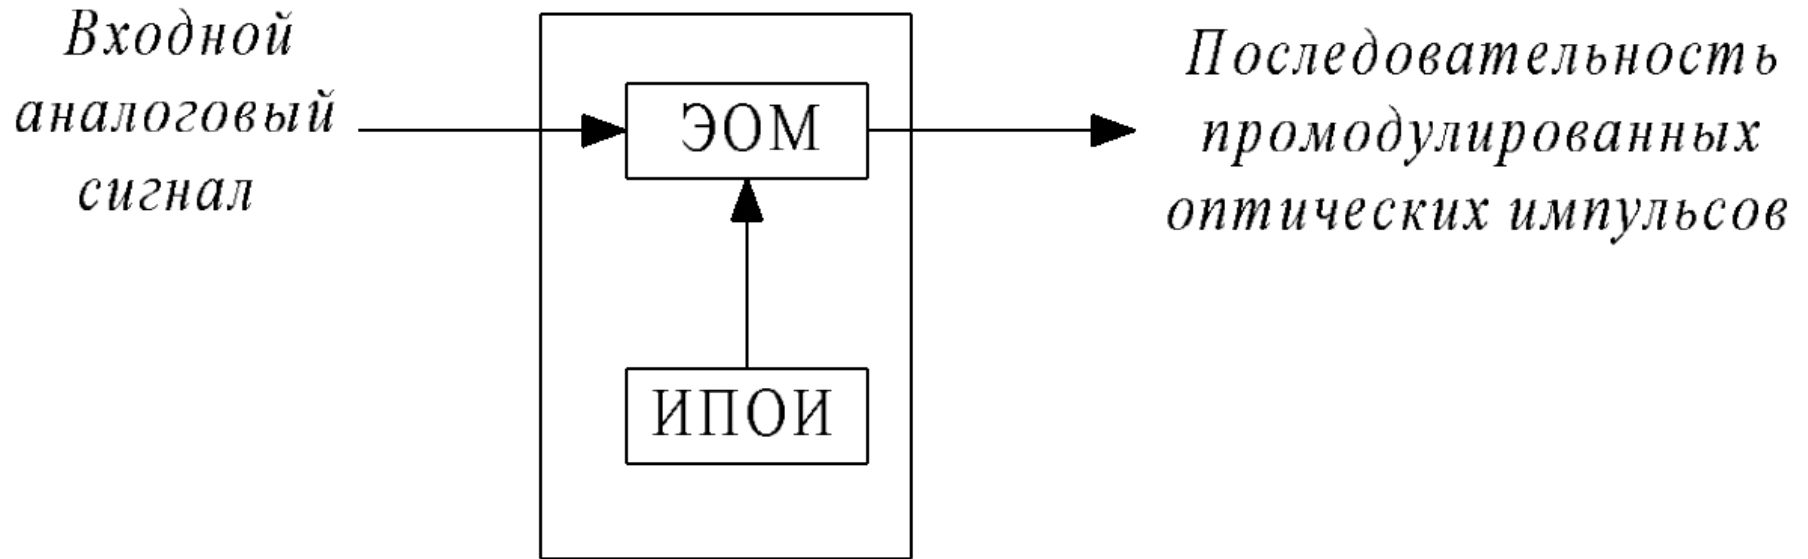 Входной
аналоговый
сигнал
ЭОМ
ИПОИ
Последовательность
промодулированных
оптических импульсов